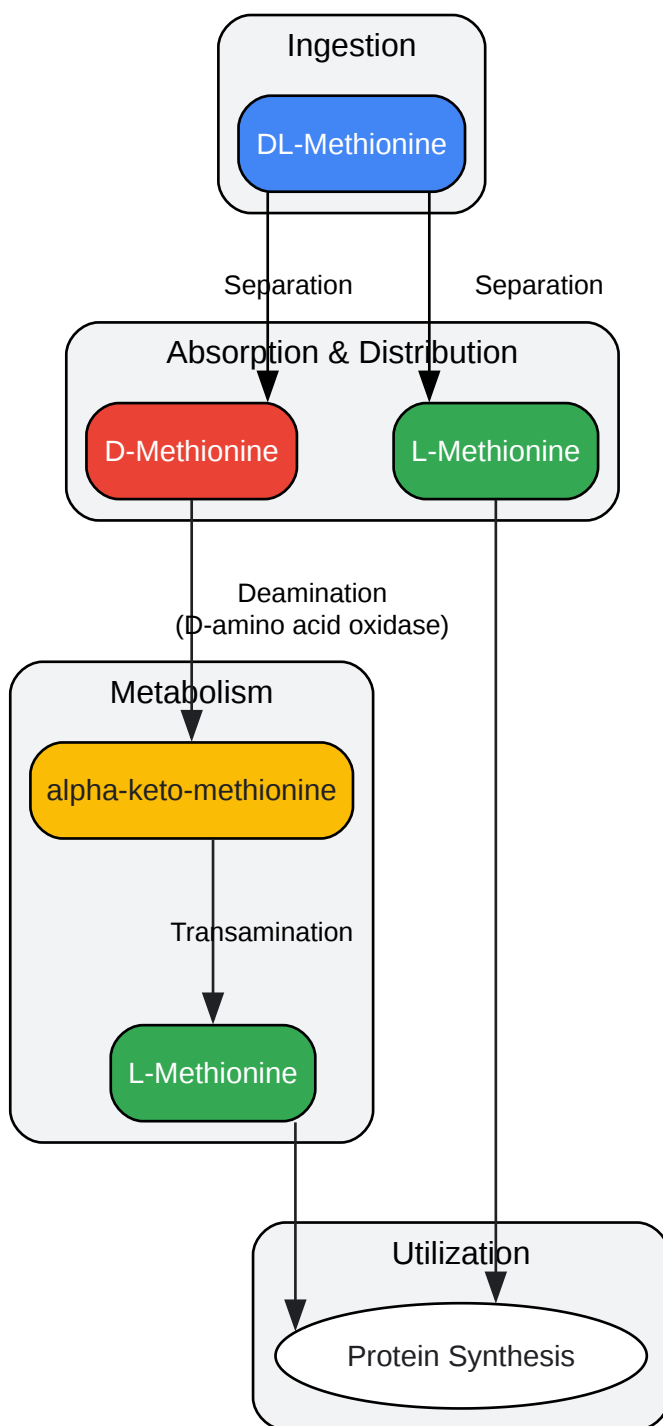 Ingestion
DL-Methionine
Separation
Separation
Absorption & Distribution
D-Methionine
L-Methionine
Deamination
(D-amino acid oxidase)
Metabolism
alpha-keto-methionine
Transamination
L-Methionine
Utilization
Protein Synthesis